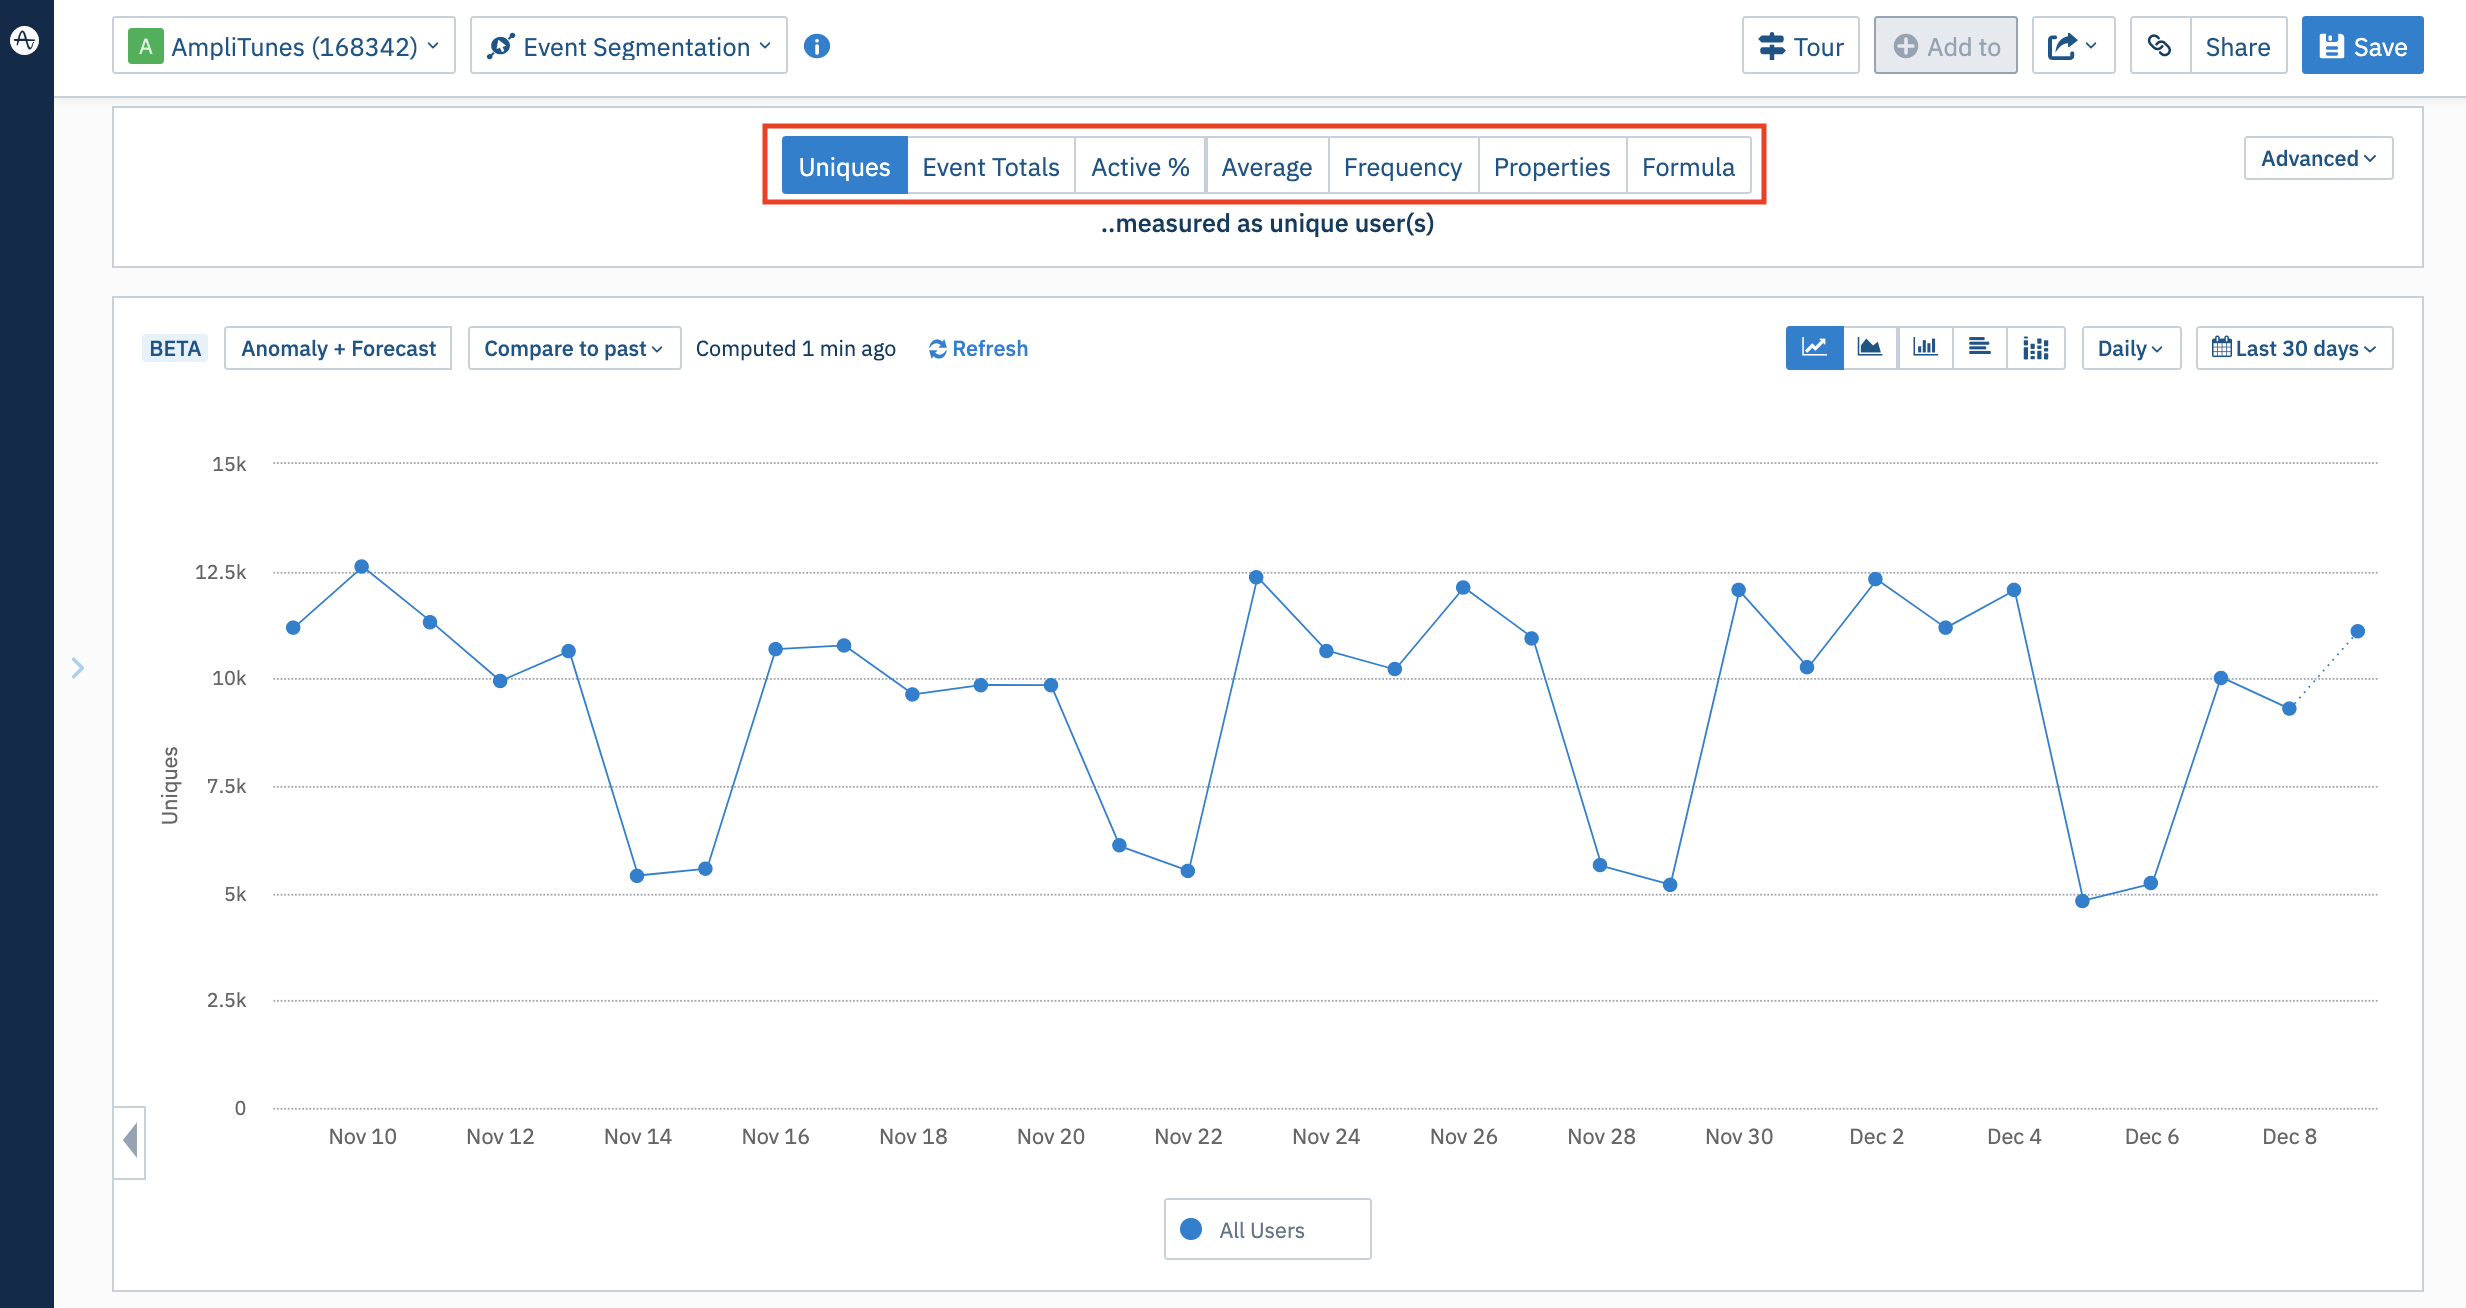 A AmpliTunes (168342) Event Segmentation Tour Add to Share Save
Uniques Event Totals Active % Average Frequency Properties Formula Advanced
..measured as unique user(s)
BETA Anomaly + Forecast Compare to past Computed 1 min ago Refresh Daily Last 30 days
15k
12.5k
10k
7.5k
5k
2.5k
0
Uniques
Nov 10 Nov 12 Nov 14 Nov 16 Nov 18 Nov 20 Nov 22 Nov 24 Nov 26 Nov 28 Nov 30 Dec 2 Dec 4 Dec 6 Dec 8
All Users